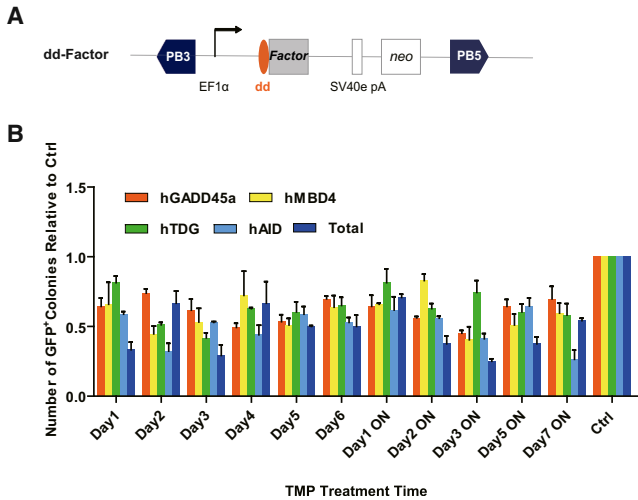 A
dd-Factor
PB3
Factor
neo
PB5
EF1α
dd
SV40e pA
B
Number of GFP+ Colonies Relative to Ctrl
1.5
1.0
0.5
0.0
hGADD45a
hMBD4
hTDG
hAID
Total
Day1
Day2
Day3
Day4
Day5
Day6
Day1 ON
Day2 ON
Day3 ON
Day5 ON
Day7 ON
Ctrl
TMP Treatment Time